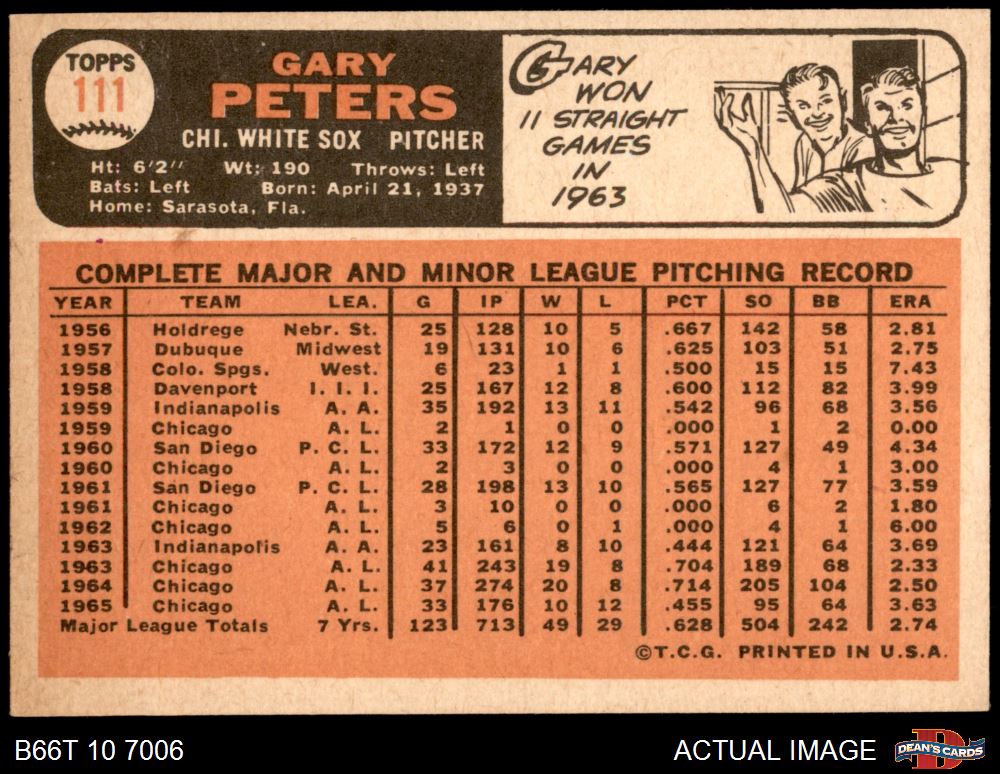 TOPPS
111
GARY
PETERS
CHI. WHITE SOX PITCHER
Ht: 6'2" Wt: 190 Throws: Left
Bats: Left Born: April 21, 1937
Home: Sarasota, Fla.
GARY
WON
11 STRAIGHT
GAMES
IN
1963
COMPLETE MAJOR AND MINOR LEAGUE PITCHING RECORD
YEAR TEAM LEA. G IP W L PCT SO BB ERA
1956 Holdrege Nebr. St. 25 128 10 5 .667 142 58 2.81
1957 Dubuque Midwest 19 131 10 6 .625 103 51 2.75
1958 Colo. Spgs. West. 6 23 1 1 .500 15 15 7.43
1958 Davenport I. I. I. 25 167 12 8 .600 112 82 3.99
1959 Indianapolis A. A. 35 192 13 11 .542 96 68 3.56
1959 Chicago A. L. 2 1 0 0 .000 1 2 0.00
1960 San Diego P. C. L. 33 172 12 9 .571 127 49 4.34
1960 Chicago A. L. 2 3 0 0 .000 4 1 3.00
1961 San Diego P. C. L. 28 198 13 10 .565 127 77 3.59
1961 Chicago A. L. 3 10 0 0 .000 6 2 1.80
1962 Chicago A. L. 5 6 0 1 .000 4 1 6.00
1963 Indianapolis A. A. 23 161 8 10 .444 121 64 3.69
1963 Chicago A. L. 41 243 19 8 .704 189 68 2.33
1964 Chicago A. L. 37 274 20 8 .714 205 104 2.50
1965 Chicago A. L. 33 176 10 12 .455 95 64 3.63
Major League Totals 7 Yrs. 123 713 49 29 .628 504 242 2.74
©T.C.G. PRINTED IN U.S.A.
B66T 10 7006
ACTUAL IMAGE
D
DEAN'S CARDS